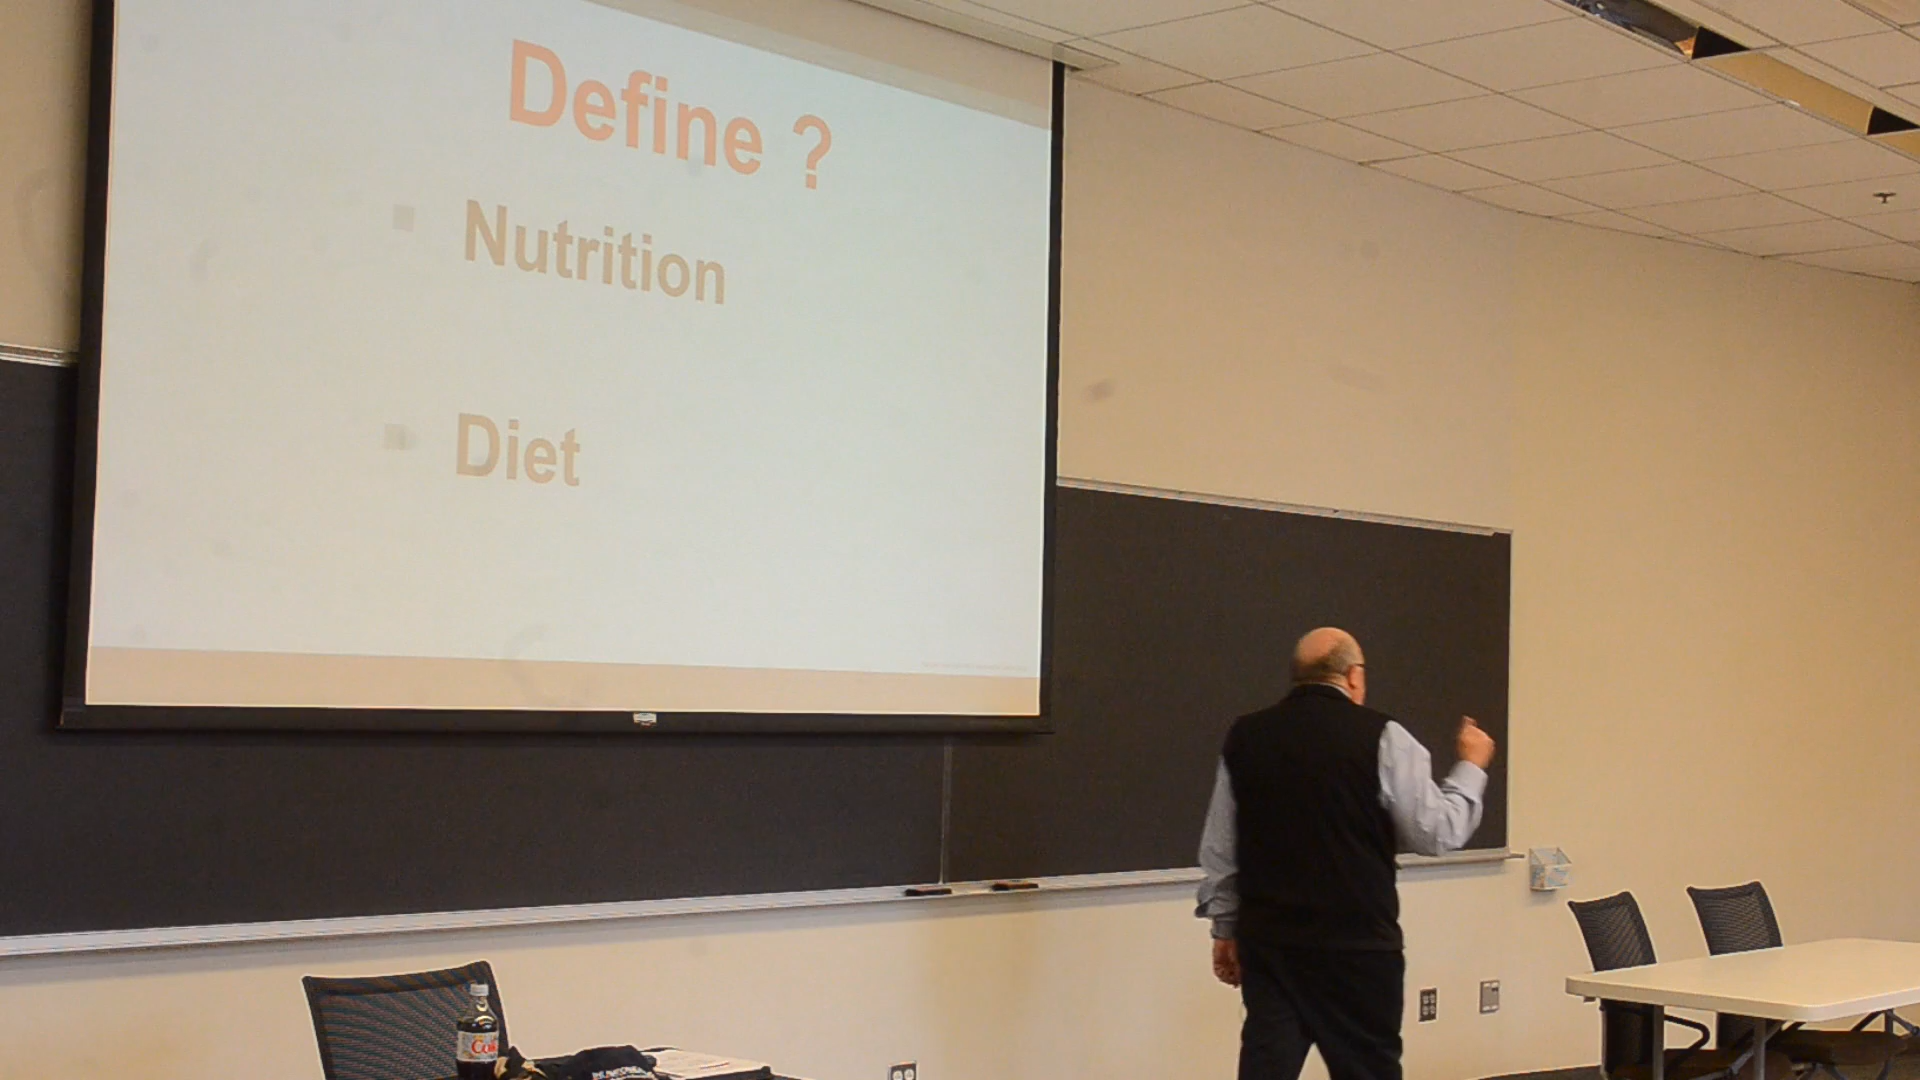 Define ?
Nutrition
Diet